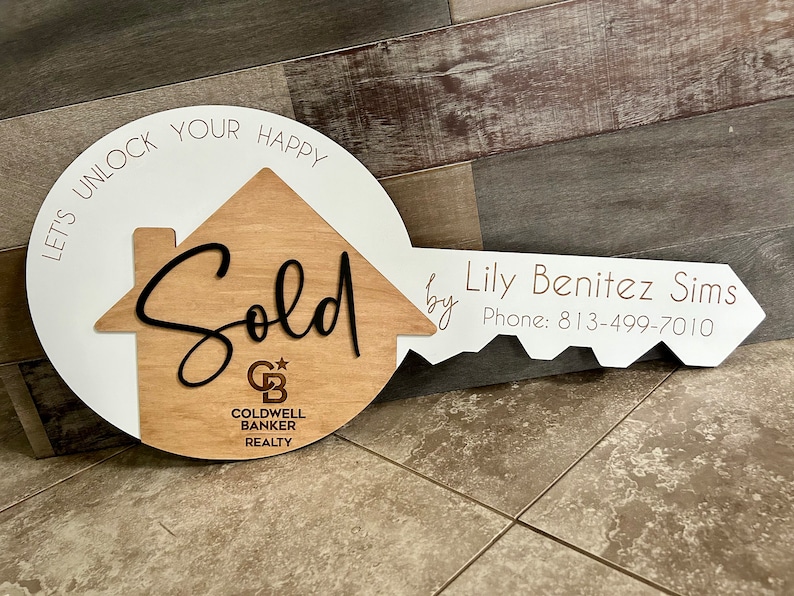 LET'S UNLOCK YOUR HAPPY
Sold
CB
COLDWELL
BANKER
REALTY
by
Lily Benitez Sims
Phone: 813-499-7010